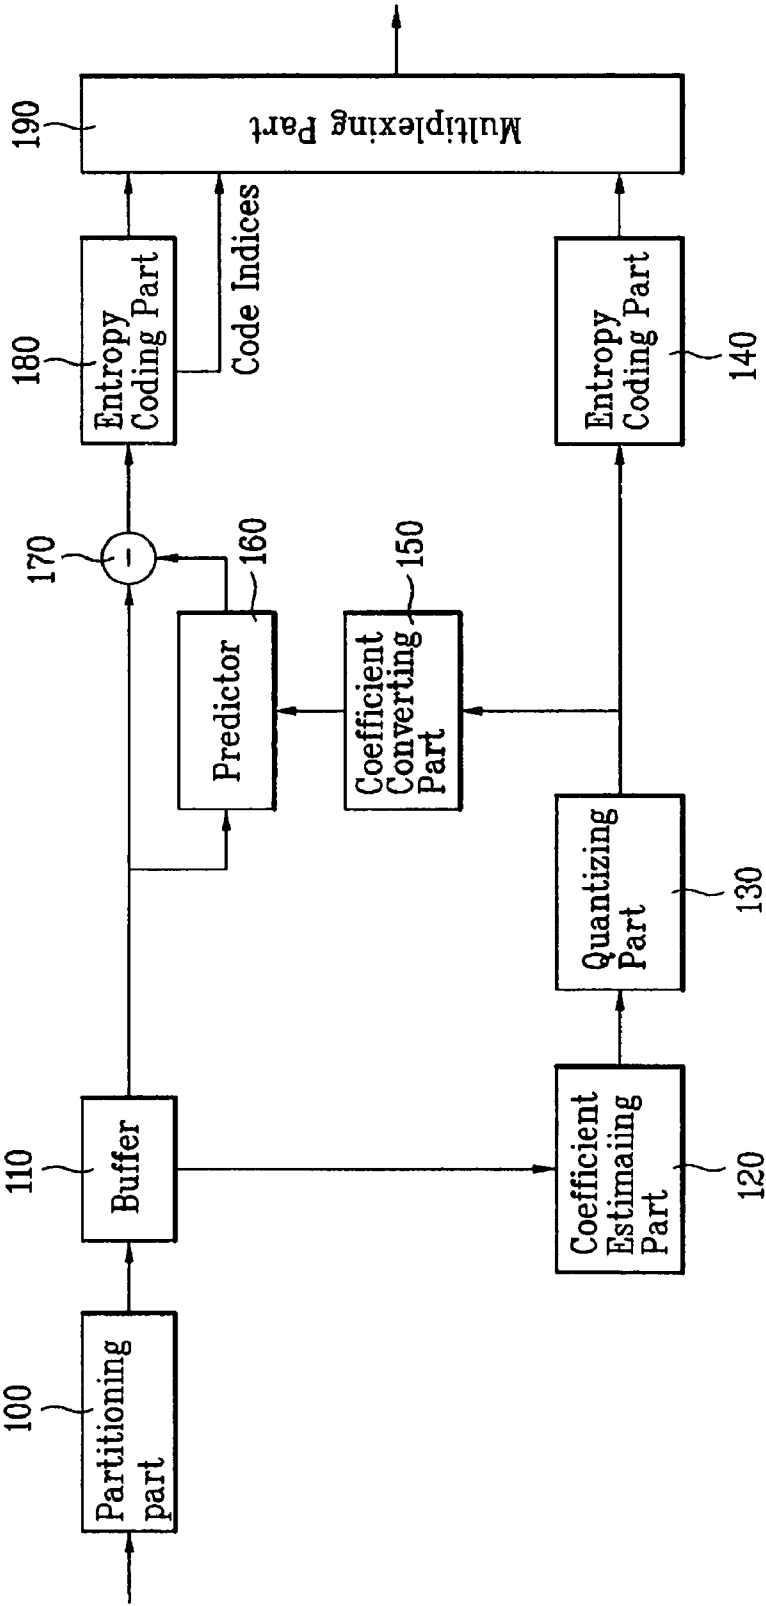 100
Partitioning
part
110
Buffer
120
Coefficient
Estimaiing
Part
130
Quantizing
Part
140
Entropy
Coding Part
150
Coefficient
Converting
Part
160
Predictor
170
-
180
Entropy
Coding Part
Code Indices
190
Multiplexing Part